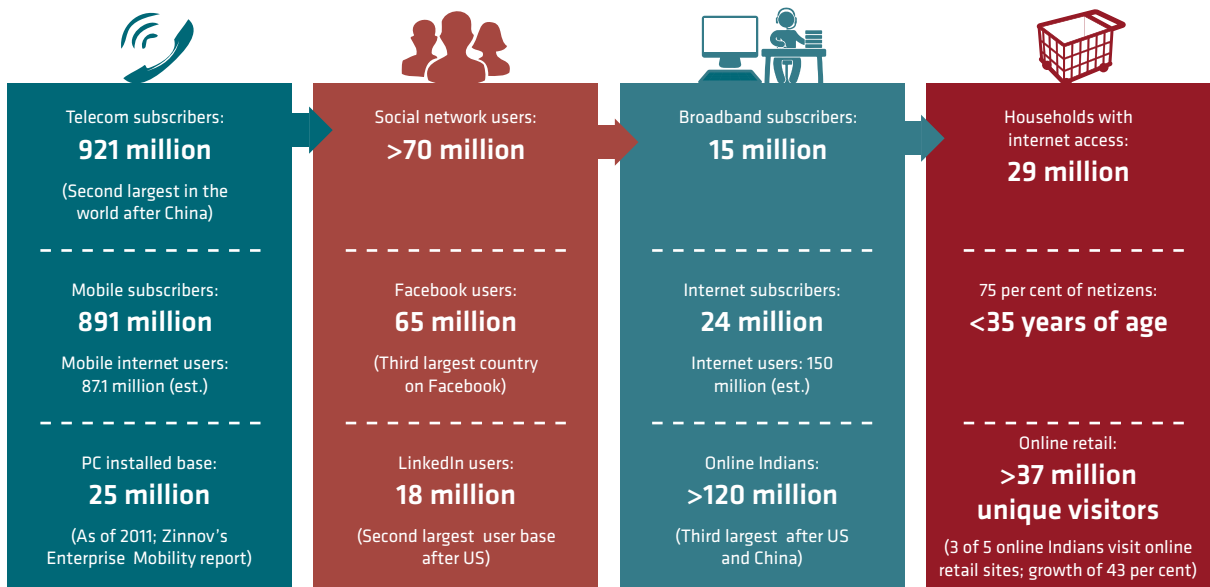 Telecom subscribers:
921 million
(Second largest in the
world after China)
Mobile subscribers:
891 million
Mobile internet users:
87.1 million (est.)
PC installed base:
25 million
(As of 2011; Zinnov's
Enterprise Mobility report)
Social network users:
>70 million
Facebook users:
65 million
(Third largest country
on Facebook)
LinkedIn users:
18 million
(Second largest user base
after US)
Broadband subscribers:
15 million
Internet subscribers:
24 million
Internet users: 150
million (est.)
Online Indians:
>120 million
(Third largest after US
and China)
Households with
internet access:
29 million
75 per cent of netizens:
<35 years of age
Online retail:
>37 million
unique visitors
(3 of 5 online Indians visit online
retail sites; growth of 43 per cent)